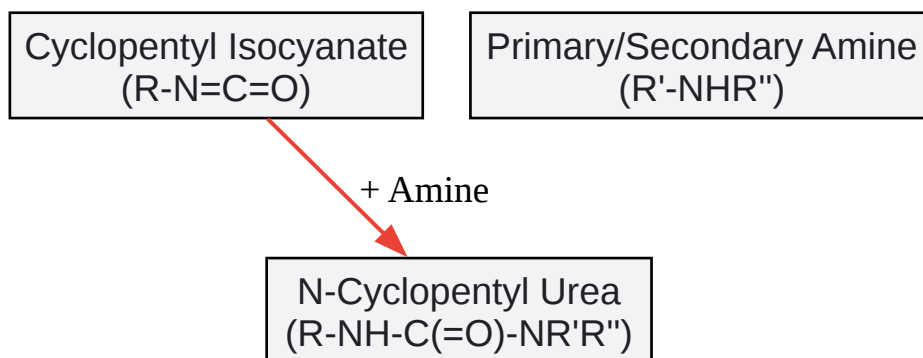 Cyclopentyl Isocyanate
(R-N=C=O)
Primary/Secondary Amine
(R'-NHR")
+ Amine
N-Cyclopentyl Urea
(R-NH-C(=O)-NR'R")